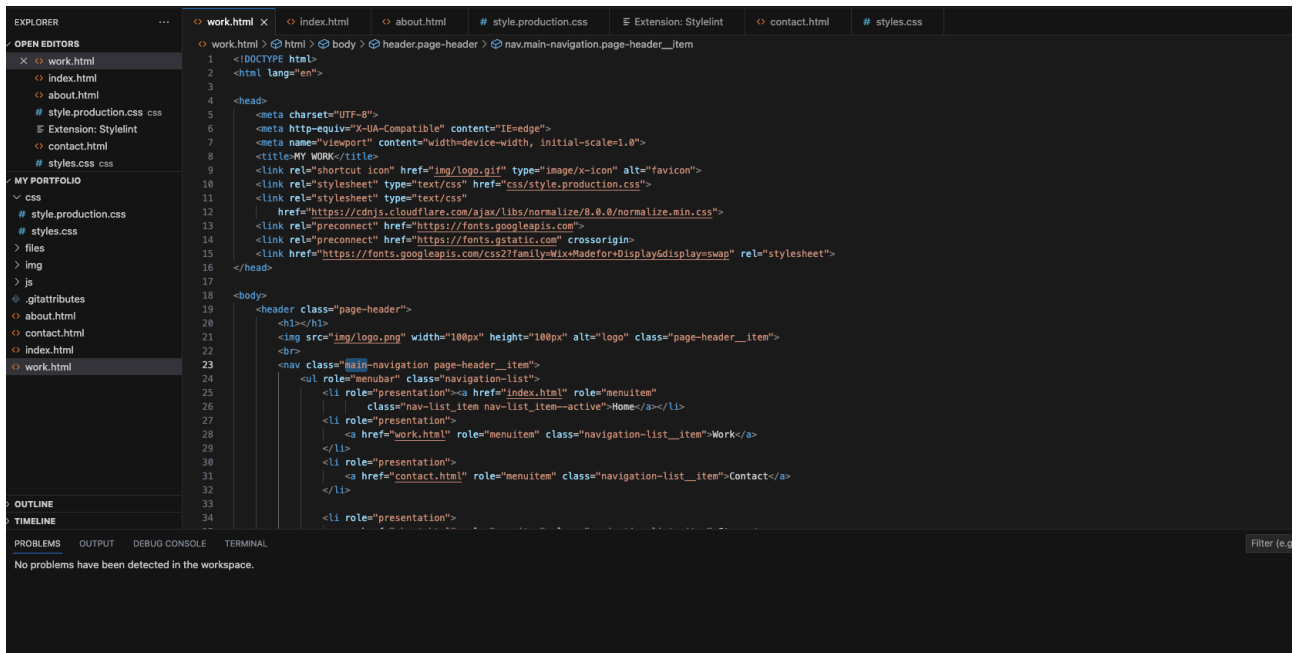 EXPLORER ...
OPEN EDITORS
work.html
index.html
about.html
style.production.css css
Extension: Stylelint
contact.html
styles.css css
MY PORTFOLIO
css
# style.production.css
# styles.css
files
img
js
.gitattributes
about.html
contact.html
index.html
work.html
OUTLINE
TIMELINE
work.html index.html about.html # style.production.css Extension: Stylelint contact.html # styles.css
work.html > html > body > header.page-header > nav.main-navigation.page-header__item
1 <!DOCTYPE html>
2 <html lang="en">
3
4 <head>
5 <meta charset="UTF-8">
6 <meta http-equiv="X-UA-Compatible" content="IE=edge">
7 <meta name="viewport" content="width=device-width, initial-scale=1.0">
8 <title>MY WORK</title>
9 <link rel="shortcut icon" href="img/logo.gif" type="image/x-icon" alt="favicon">
10 <link rel="stylesheet" type="text/css" href="css/style.production.css">
11 <link rel="stylesheet" type="text/css"
12 href="https://cdnjs.cloudflare.com/ajax/libs/normalize/8.0.0/normalize.min.css">
13 <link rel="preconnect" href="https://fonts.googleapis.com">
14 <link rel="preconnect" href="https://fonts.gstatic.com" crossorigin>
15 <link href="https://fonts.googleapis.com/css2?family=Wix+Madefor+Display&display=swap" rel="stylesheet">
16 </head>
17
18 <body>
19 <header class="page-header">
20 <h1></h1>
21 <img src="img/logo.png" width="100px" height="100px" alt="logo" class="page-header__item">
22 <br>
23 <nav class="main-navigation page-header__item">
24 <ul role="menubar" class="navigation-list">
25 <li role="presentation"><a href="index.html" role="menuitem"
26 class="nav-list_item nav-list_item--active">Home</a></li>
27 <li role="presentation">
28 <a href="work.html" role="menuitem" class="navigation-list__item">Work</a>
29 </li>
30 <li role="presentation">
31 <a href="contact.html" role="menuitem" class="navigation-list__item">Contact</a>
32 </li>
33
34 <li role="presentation">
PROBLEMS OUTPUT DEBUG CONSOLE TERMINAL Filter (e.g
No problems have been detected in the workspace.